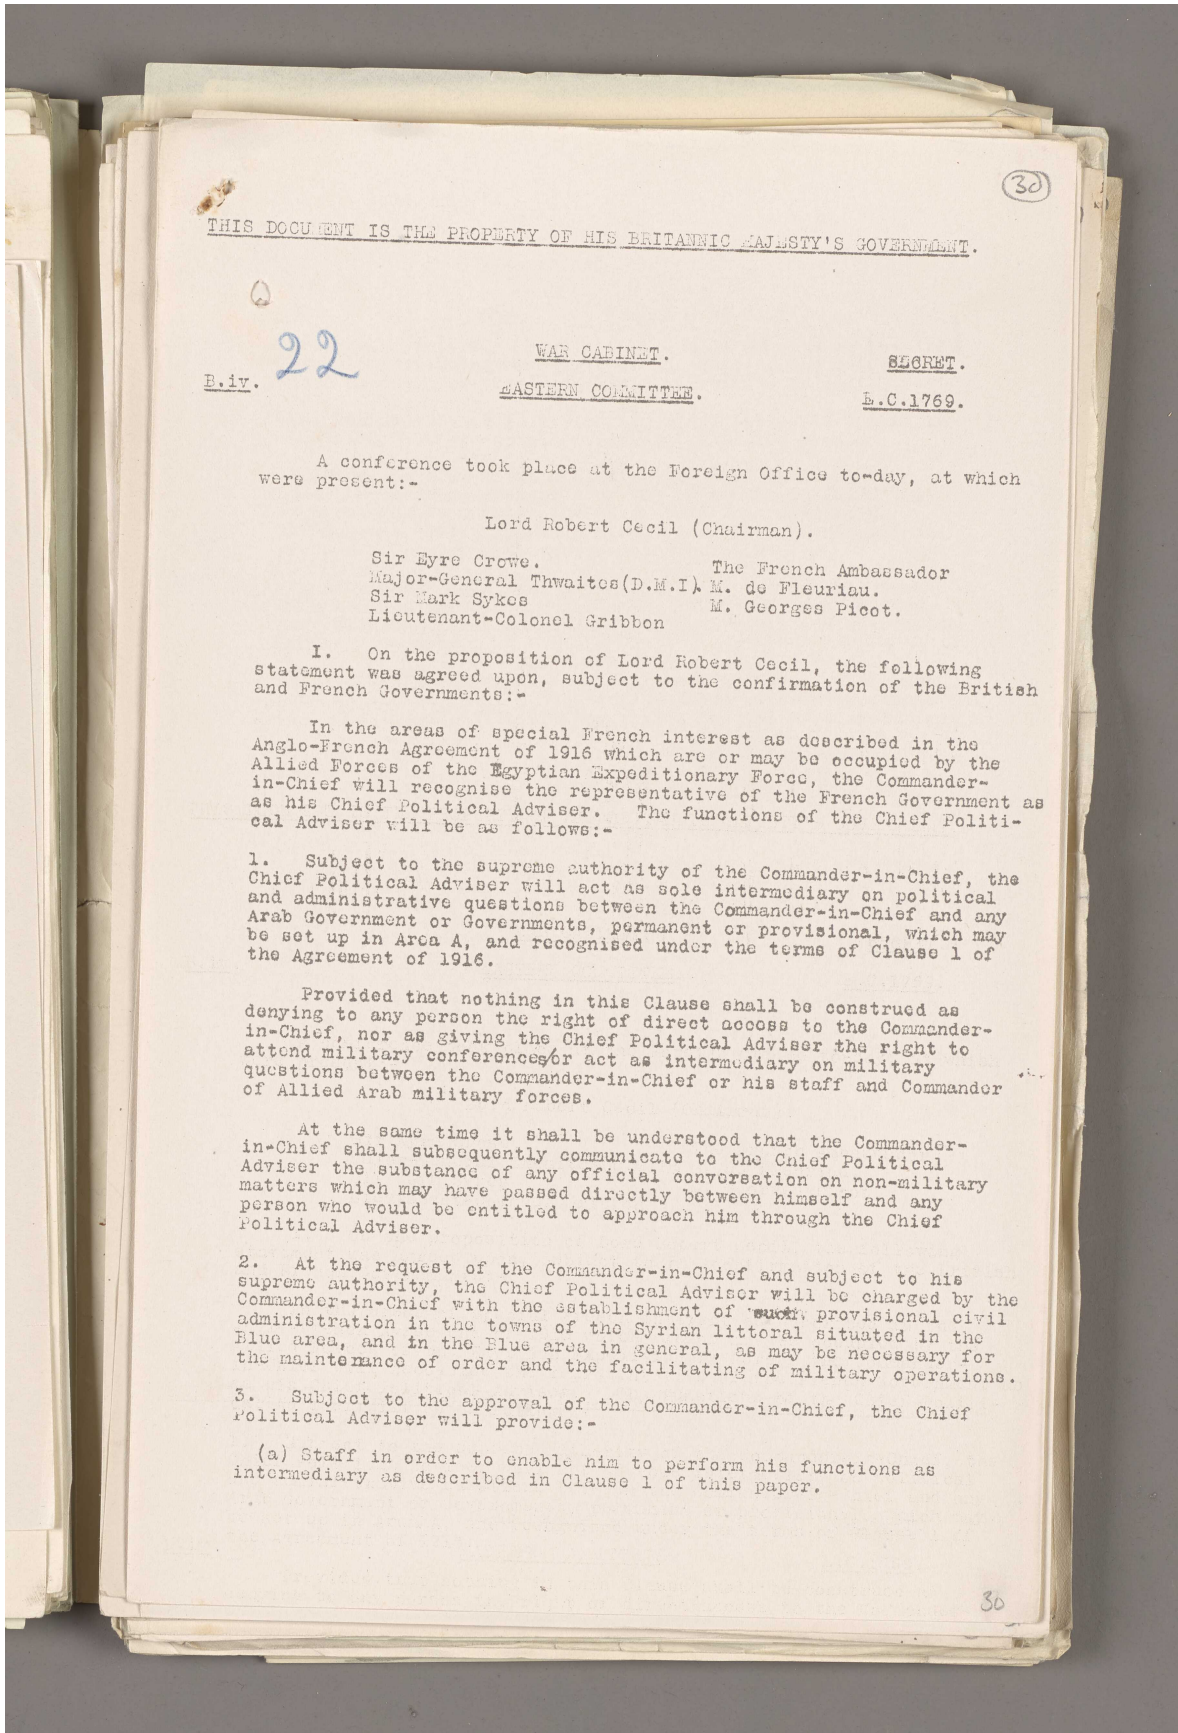 30
THIS DOCUMENT IS THE PROPERTY OF HIS BRITANNIC MAJESTY'S GOVERNMENT.
22
WAR CABINET.
SECRET.
B.iv.
EASTERN COMMITTEE.
E.C.1769.
A conference took place at the Foreign Office to-day, at which
were present:-
Lord Robert Cecil (Chairman).
Sir Eyre Crowe.
Major-General Thwaites(D.M.I).
Sir Mark Sykes
Lieutenant-Colonel Gribbon
The French Ambassador
M. de Fleuriau.
M. Georges Picot.
I. On the proposition of Lord Robert Cecil, the following
statement was agreed upon, subject to the confirmation of the British
and French Governments:-
In the areas of special French interest as described in the
Anglo-French Agreement of 1916 which are or may be occupied by the
Allied Forces of the Egyptian Expeditionary Force, the Commander-
in-Chief will recognise the representative of the French Government as
as his Chief Political Adviser. The functions of the Chief Politi-
cal Adviser will be as follows:-
1. Subject to the supreme authority of the Commander-in-Chief, the
Chief Political Adviser will act as sole intermediary on political
and administrative questions between the Commander-in-Chief and any
Arab Government or Governments, permanent or provisional, which may
be set up in Area A, and recognised under the terms of Clause 1 of
the Agreement of 1916.
Provided that nothing in this Clause shall be construed as
denying to any person the right of direct access to the Commander-
in-Chief, nor as giving the Chief Political Adviser the right to
attend military conferences/or act as intermediary on military
questions between the Commander-in-Chief or his staff and Commander
of Allied Arab military forces.
At the same time it shall be understood that the Commander-
in-Chief shall subsequently communicate to the Chief Political
Adviser the substance of any official conversation on non-military
matters which may have passed directly between himself and any
person who would be entitled to approach him through the Chief
Political Adviser.
2. At the request of the Commander-in-Chief and subject to his
supreme authority, the Chief Political Adviser will be charged by the
Commander-in-Chief with the establishment of such provisional civil
administration in the towns of the Syrian littoral situated in the
Blue area, and in the Blue area in general, as may be necessary for
the maintenance of order and the facilitating of military operations.
3. Subject to the approval of the Commander-in-Chief, the Chief
Political Adviser will provide:-
(a) Staff in order to enable him to perform his functions as
intermediary as described in Clause 1 of this paper.
30